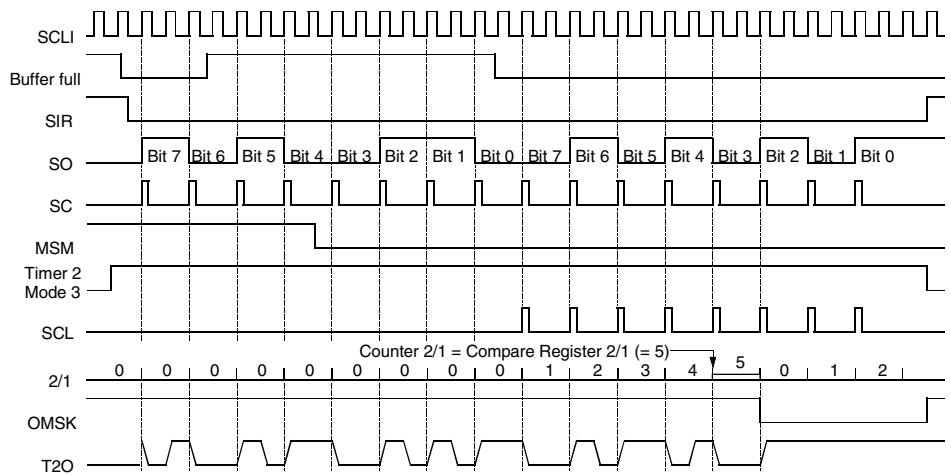 SCLI
Buffer full
SIR
SO
Bit 7 Bit 6 Bit 5 Bit 4 Bit 3 Bit 2 Bit 1 Bit 0 Bit 7 Bit 6 Bit 5 Bit 4 Bit 3 Bit 2 Bit 1 Bit 0
SC
MSM
Timer 2
Mode 3
SCL
Counter 2/1 = Compare Register 2/1 (= 5)
2/1
0 0 0 0 0 0 0 0 0 1 2 3 4 5 0 1 2
OMSK
T2O